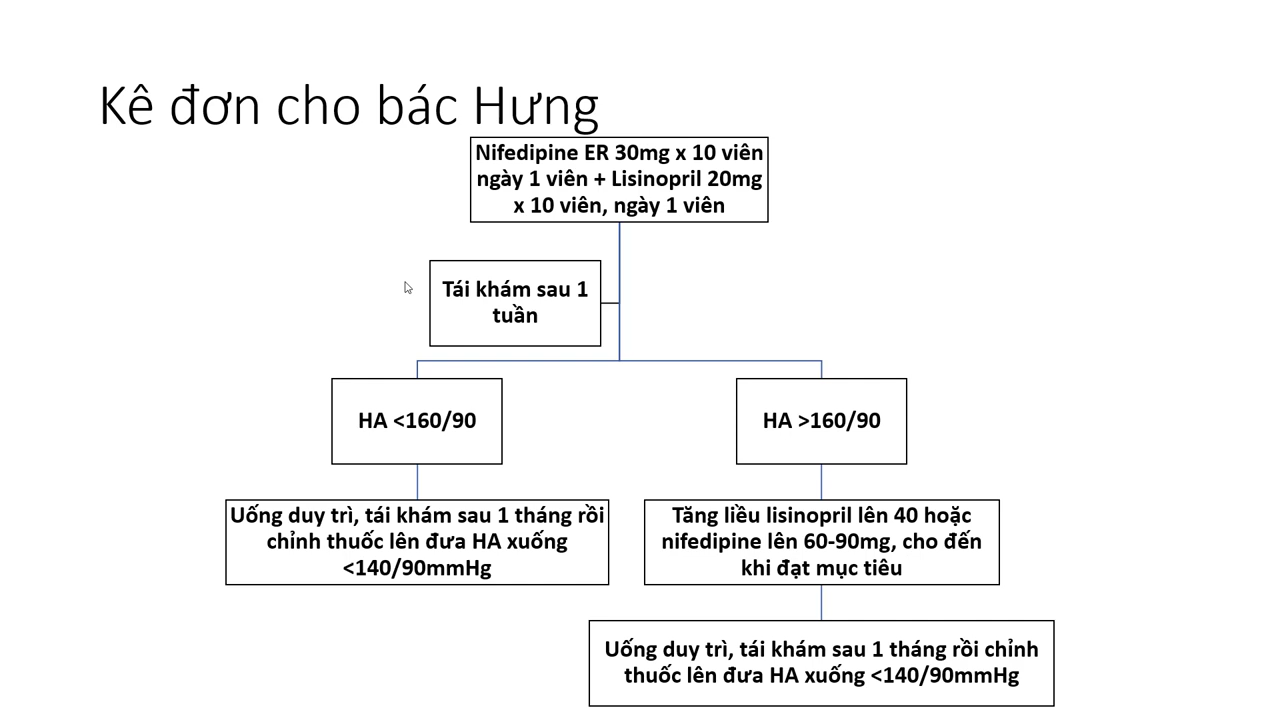 Kê đơn cho bác Hưng
Nifedipine ER 30mg x 10 viên
ngày 1 viên + Lisinopril 20mg
x 10 viên, ngày 1 viên
Tái khám sau 1
tuần
HA <160/90
HA >160/90
Uống duy trì, tái khám sau 1 tháng rồi
chỉnh thuốc lên đưa HA xuống
<140/90mmHg
Tăng liều lisinopril lên 40 hoặc
nifedipine lên 60-90mg, cho đến
khi đạt mục tiêu
Uống duy trì, tái khám sau 1 tháng rồi chỉnh
thuốc lên đưa HA xuống <140/90mmHg